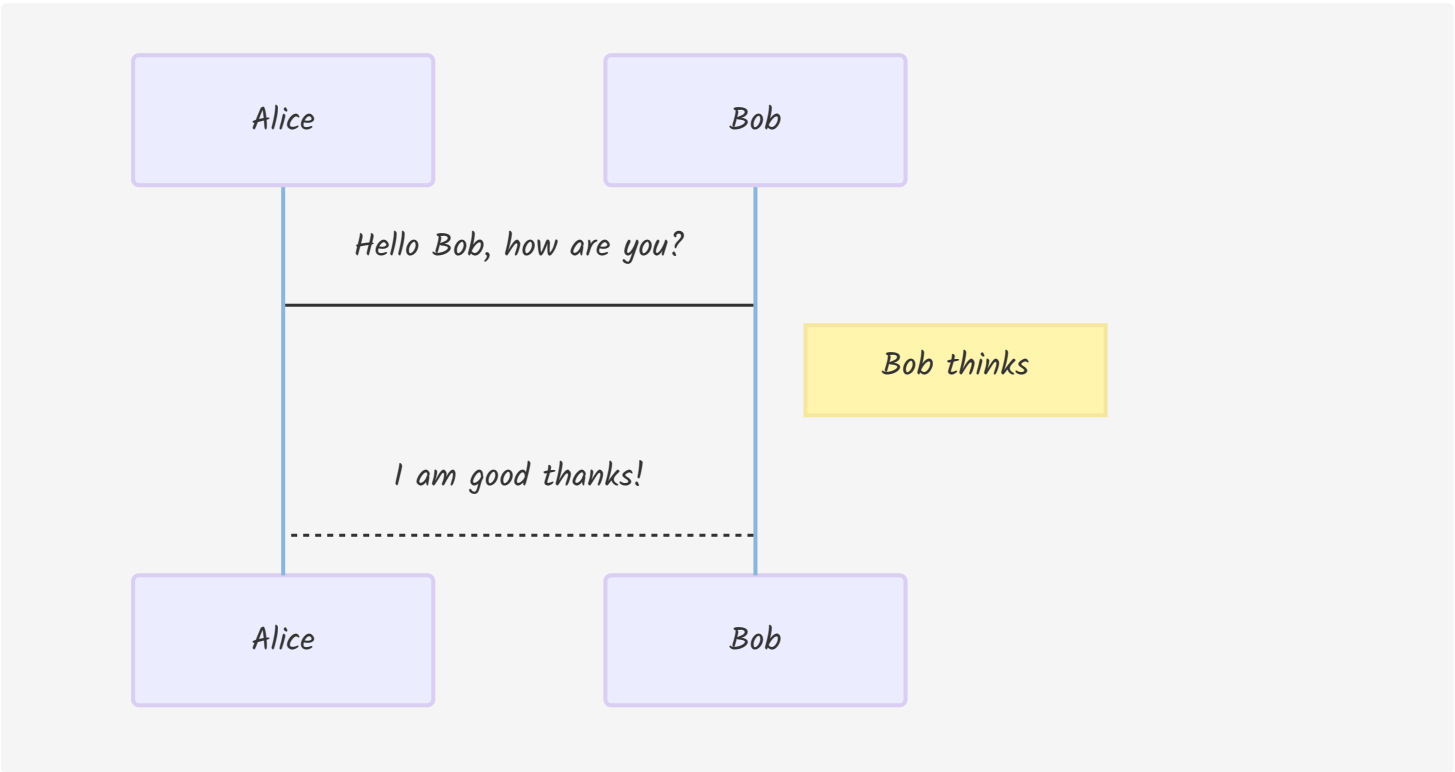 Alice
Bob
Hello Bob, how are you?
Bob thinks
I am good thanks!
Alice
Bob